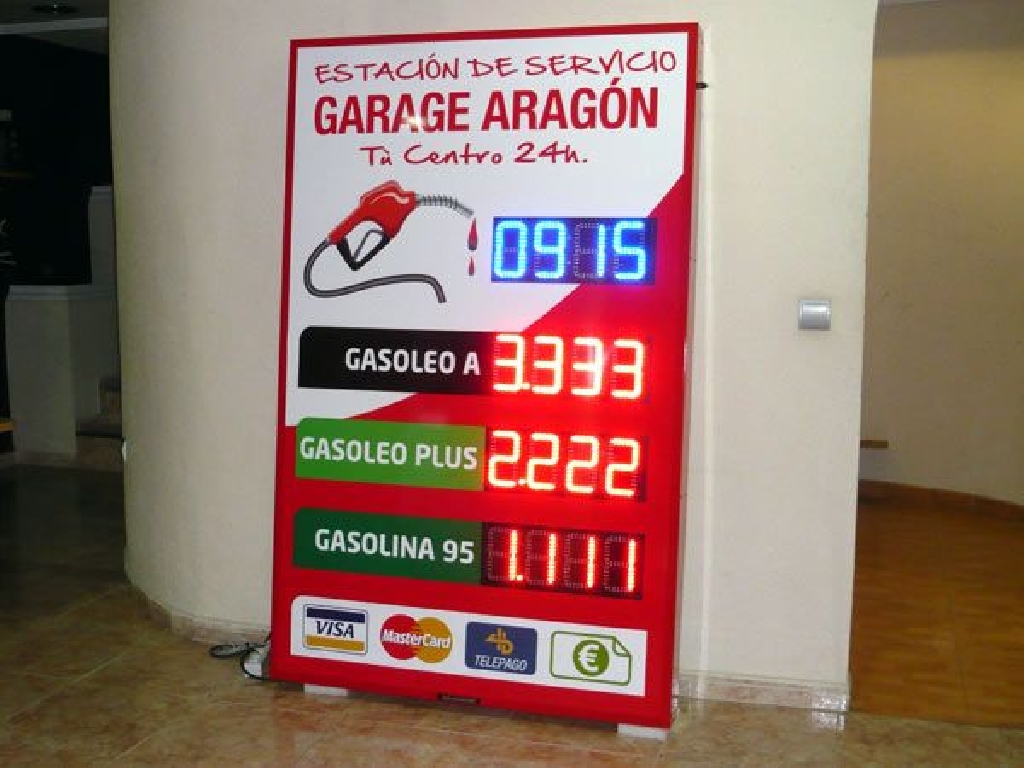 ESTACIÓN DE SERVICIO
GARAGE ARAGÓN
Tù Centro 24h.
09:15
GASOLEO A 3.333
GASOLEO PLUS 2.222
GASOLINA 95 1.111
VISA MasterCard TELEPAGO €